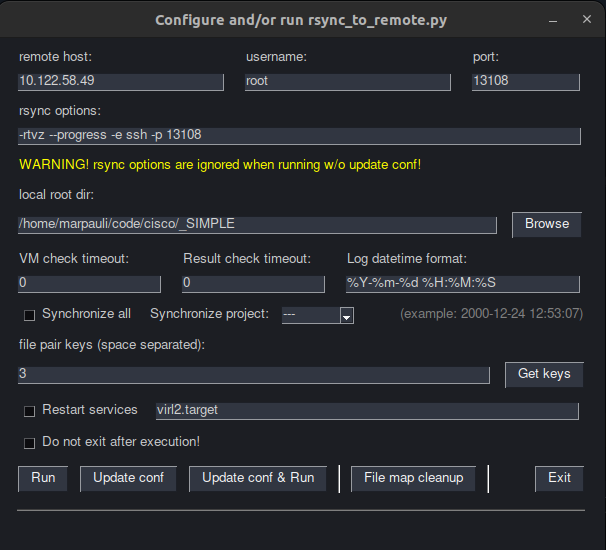 Configure and/or run rsync_to_remote.py
remote host: username: port:
10.122.58.49 root 13108
rsync options:
-rtvz --progress -e ssh -p 13108
WARNING! rsync options are ignored when running w/o update conf!
local root dir:
/home/marpauli/code/cisco/_SIMPLE Browse
VM check timeout: Result check timeout: Log datetime format:
0 0 %Y-%m-%d %H:%M:%S
Synchronize all Synchronize project: --- (example: 2000-12-24 12:53:07)
file pair keys (space separated):
3 Get keys
Restart services virl2.target
Do not exit after execution!
Run Update conf Update conf & Run File map cleanup Exit